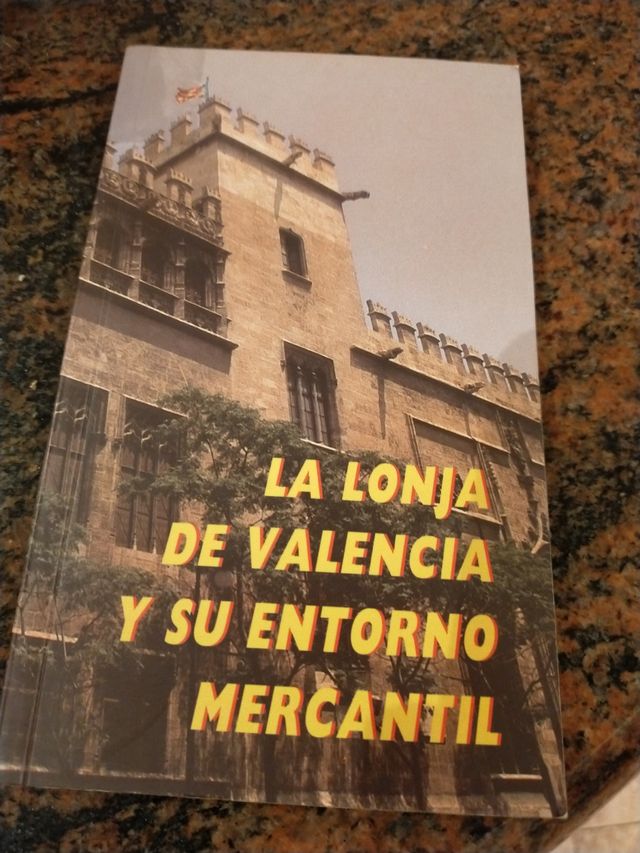 LA LONJA
DE VALENCIA
Y SU ENTORNO
MERCANTIL